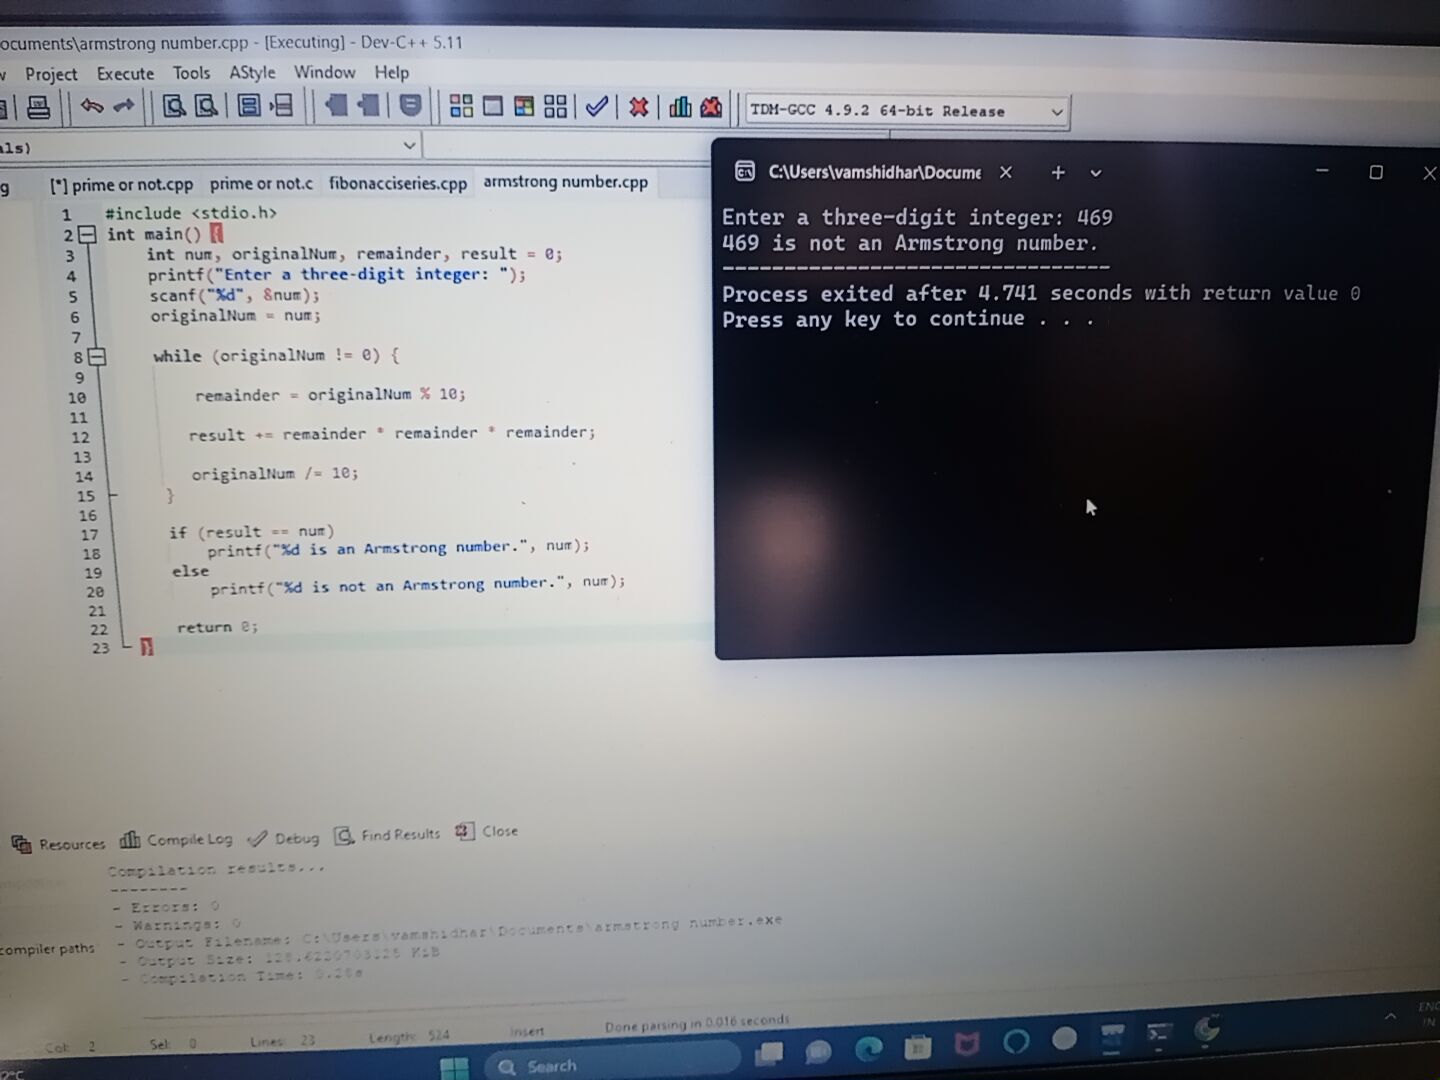 ocuments\armstrong number.cpp - [Executing] - Dev-C++ 5.11
Project Execute Tools AStyle Window Help
TDM-GCC 4.9.2 64-bit Release
als)
g [*] prime or not.cpp prime or not.c fibonacciseries.cpp armstrong number.cpp
1 #include <stdio.h>
2 int main() {
3 int num, originalNum, remainder, result = 0;
4 printf("Enter a three-digit integer: ");
5 scanf("%d", &num);
6 originalNum = num;
7
8 while (originalNum != 0) {
9
10 remainder = originalNum % 10;
11
12 result += remainder * remainder * remainder;
13
14 originalNum /= 10;
15 }
16
17 if (result == num)
18 printf("%d is an Armstrong number.", num);
19 else
20 printf("%d is not an Armstrong number.", num);
21
22 return 0;
23 }
C:\Users\vamshidhar\Docume
Enter a three-digit integer: 469
469 is not an Armstrong number.
--------------------------------
Process exited after 4.741 seconds with return value 0
Press any key to continue . . .
Resources Compile Log Debug Find Results Close
Compilation results...
--------
- Errors: 0
- Warnings: 0
- Output Filename: C:\Users\vamshidhar\Documents\armstrong number.exe
- Output Size: KiB
- Compilation Time: 
compiler paths
Col: 2 Sel: 0 Lines: 23 Length: 524 Insert Done parsing in 0.016 seconds
Search
ENG
IN